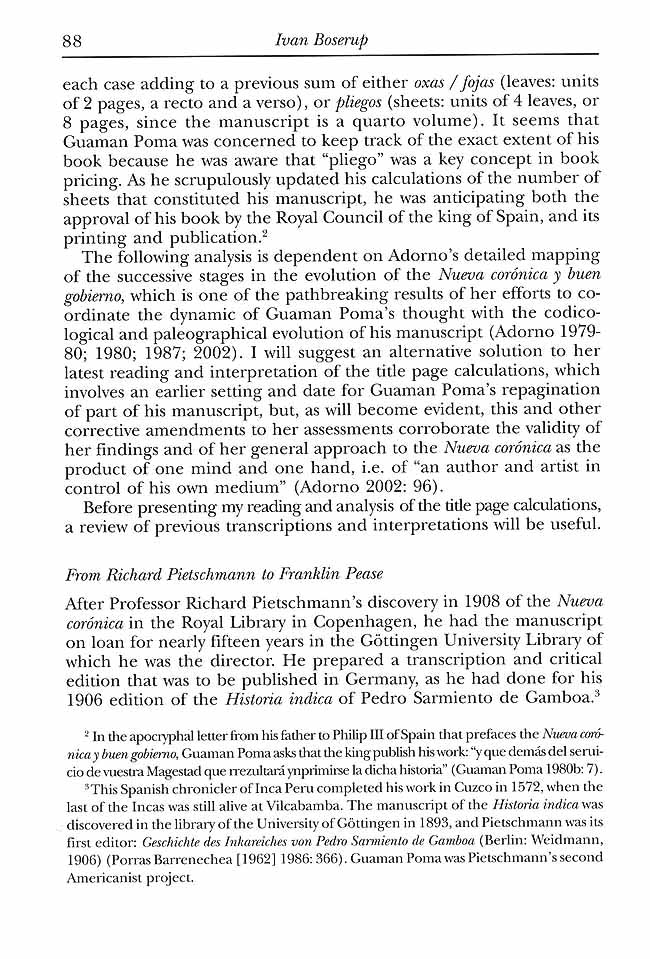 88 Ivan Boserup
each case adding to a previous sum of either oxas / fojas (leaves: units
of 2 pages, a recto and a verso), or pliegos (sheets: units of 4 leaves, or
8 pages, since the manuscript is a quarto volume). It seems that
Guaman Poma was concerned to keep track of the exact extent of his
book because he was aware that “pliego” was a key concept in book
pricing. As he scrupulously updated his calculations of the number of
sheets that constituted his manuscript, he was anticipating both the
approval of his book by the Royal Council of the king of Spain, and its
printing and publication.²
The following analysis is dependent on Adorno’s detailed mapping
of the successive stages in the evolution of the Nueva corónica y buen
gobierno, which is one of the pathbreaking results of her efforts to co-
ordinate the dynamic of Guaman Poma’s thought with the codico-
logical and paleographical evolution of his manuscript (Adorno 1979-
80; 1980; 1987; 2002). I will suggest an alternative solution to her
latest reading and interpretation of the title page calculations, which
involves an earlier setting and date for Guaman Poma’s repagination
of part of his manuscript, but, as will become evident, this and other
corrective amendments to her assessments corroborate the validity of
her findings and of her general approach to the Nueva corónica as the
product of one mind and one hand, i.e. of “an author and artist in
control of his own medium” (Adorno 2002: 96).
Before presenting my reading and analysis of the title page calculations,
a review of previous transcriptions and interpretations will be useful.
From Richard Pietschmann to Franklin Pease
After Professor Richard Pietschmann’s discovery in 1908 of the Nueva
corónica in the Royal Library in Copenhagen, he had the manuscript
on loan for nearly fifteen years in the Göttingen University Library of
which he was the director. He prepared a transcription and critical
edition that was to be published in Germany, as he had done for his
1906 edition of the Historia indica of Pedro Sarmiento de Gamboa.³
² In the apocryphal letter from his father to Philip III of Spain that prefaces the Nueva coró-
nica y buen gobierno, Guaman Poma asks that the king publish his work: “y que demás del serui-
cio de vuestra Magestad que rrezultará ynprimirse la dicha historia” (Guaman Poma 1980b: 7).
³This Spanish chronicler of Inca Peru completed his work in Cuzco in 1572, when the
last of the Incas was still alive at Vilcabamba. The manuscript of the Historia indica was
discovered in the library of the University of Göttingen in 1893, and Pietschmann was its
first editor: Geschichte des Inkareiches von Pedro Sarmiento de Gamboa (Berlin: Weidmann,
1906) (Porras Barrenechea [1962] 1986: 366). Guaman Poma was Pietschmann’s second
Americanist project.